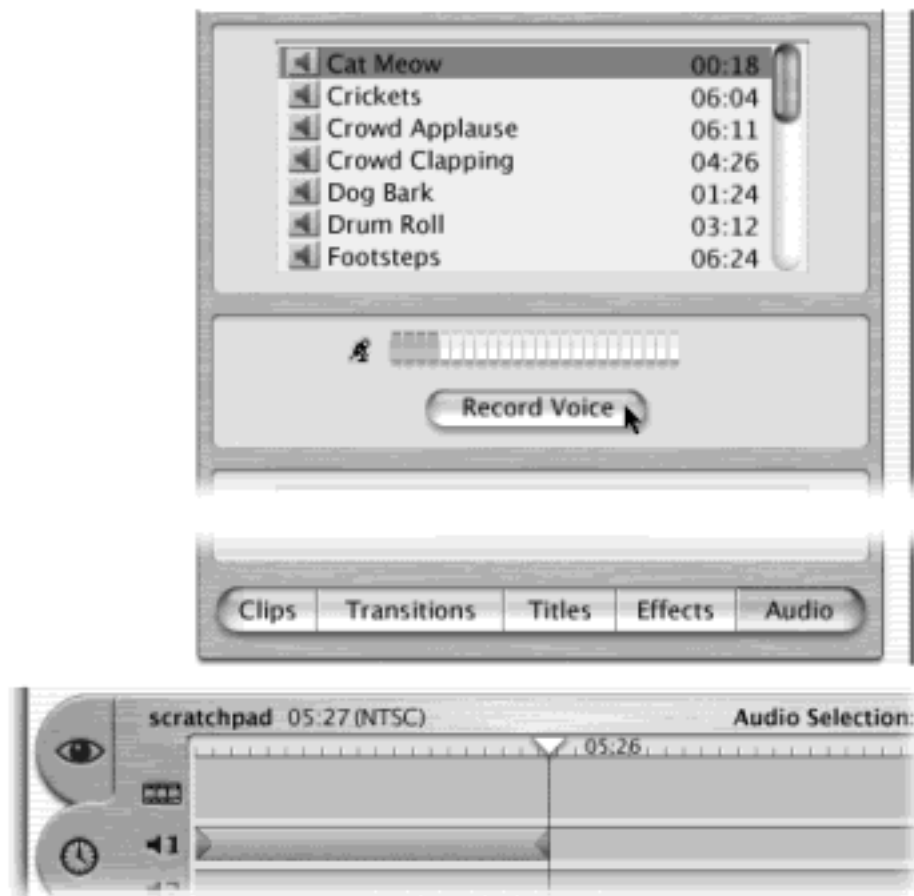 Cat Meow 00:18
Crickets 06:04
Crowd Applause 06:11
Crowd Clapping 04:26
Dog Bark 01:24
Drum Roll 03:12
Footsteps 06:24
Record Voice
Clips Transitions Titles Effects Audio
scratchpad 05:27 (NTSC) Audio Selection:
05:26
1